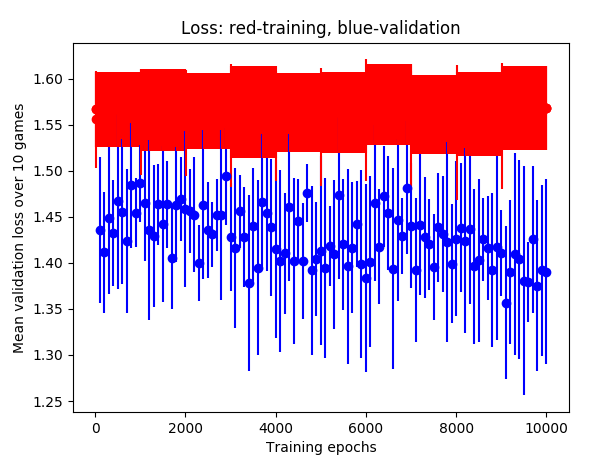 Loss: red-training, blue-validation
Mean validation loss over 10 games
1.60
1.55
1.50
1.45
1.40
1.35
1.30
1.25
0 2000 4000 6000 8000 10000
Training epochs